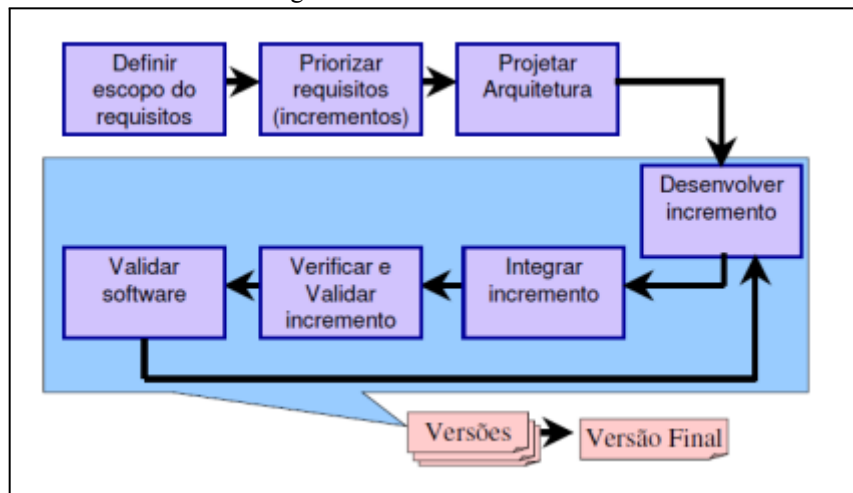 Definir
escopo do
requisitos
Priorizar
requisitos
(incrementos)
Projetar
Arquitetura
Desenvolver
incremento
Validar
software
Verificar e
Validar
incremento
Integrar
incremento
Versões
Versão Final